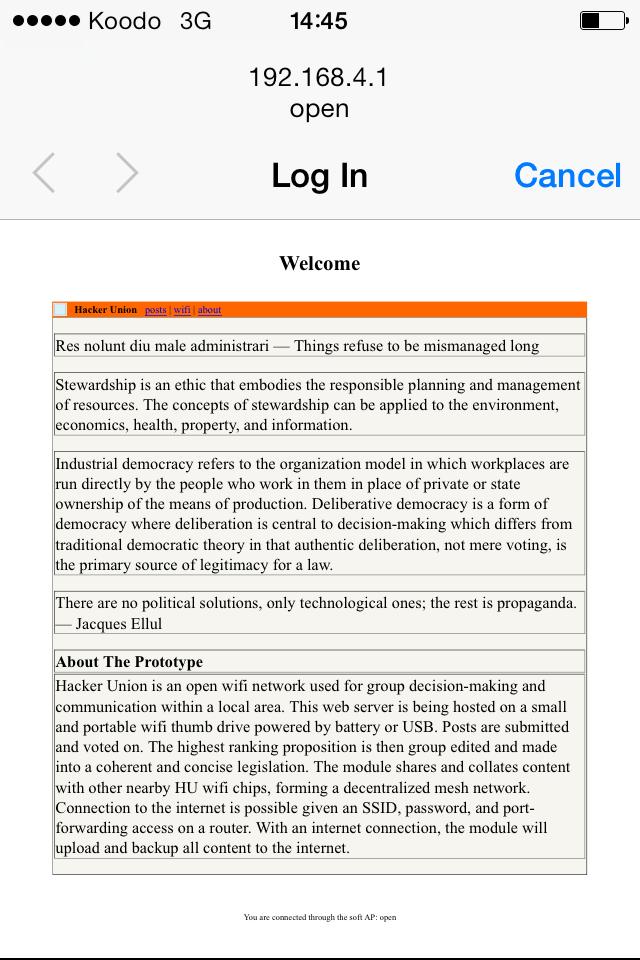 Koodo 3G 14:45
192.168.4.1
open
Log In Cancel
Welcome
Hacker Union posts | wifi | about
Res nolunt diu male administrari — Things refuse to be mismanaged long
Stewardship is an ethic that embodies the responsible planning and management
of resources. The concepts of stewardship can be applied to the environment,
economics, health, property, and information.
Industrial democracy refers to the organization model in which workplaces are
run directly by the people who work in them in place of private or state
ownership of the means of production. Deliberative democracy is a form of
democracy where deliberation is central to decision-making which differs from
traditional democratic theory in that authentic deliberation, not mere voting, is
the primary source of legitimacy for a law.
There are no political solutions, only technological ones; the rest is propaganda.
— Jacques Ellul
About The Prototype
Hacker Union is an open wifi network used for group decision-making and
communication within a local area. This web server is being hosted on a small
and portable wifi thumb drive powered by battery or USB. Posts are submitted
and voted on. The highest ranking proposition is then group edited and made
into a coherent and concise legislation. The module shares and collates content
with other nearby HU wifi chips, forming a decentralized mesh network.
Connection to the internet is possible given an SSID, password, and port-
forwarding access on a router. With an internet connection, the module will
upload and backup all content to the internet.
You are connected through the soft AP: open